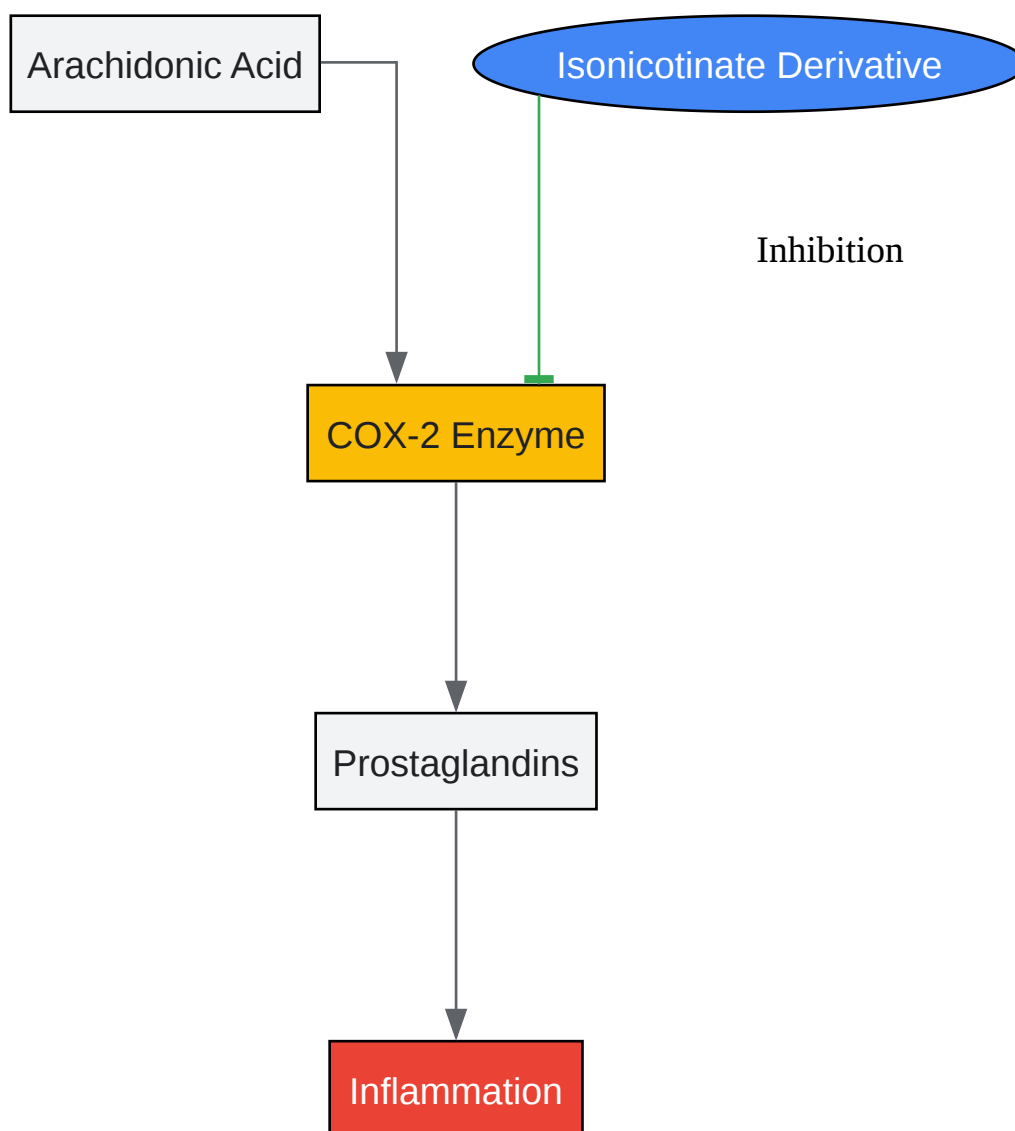 Arachidonic Acid
Isonicotinate Derivative
Inhibition
COX-2 Enzyme
Prostaglandins
Inflammation